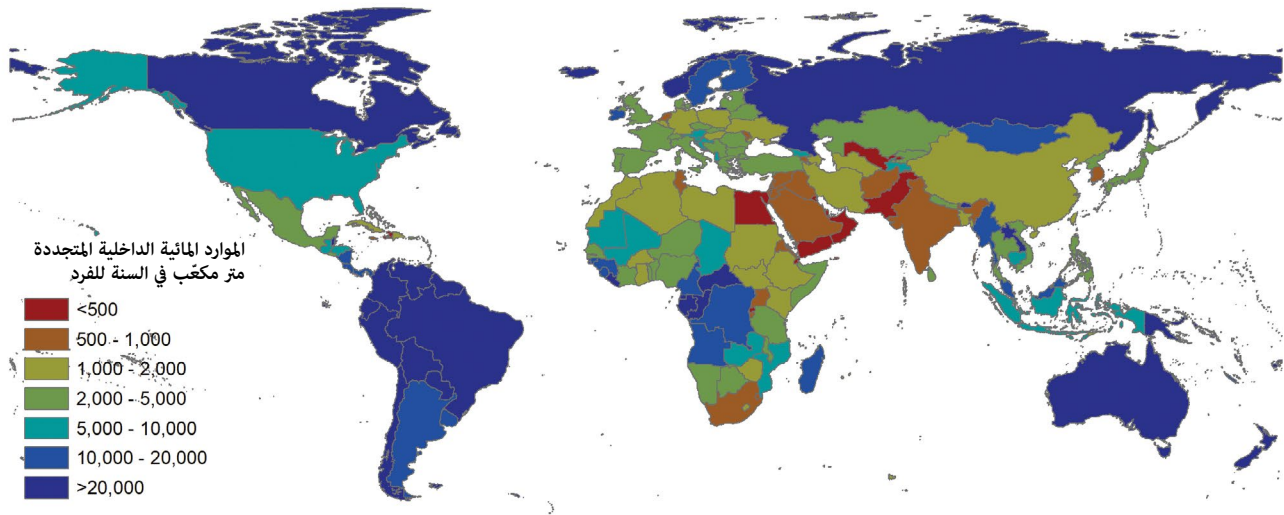 الموارد المائية الداخلية المتجددة
متر مكعّب في السنة للفرد
<500
500 - 1,000
1,000 - 2,000
2,000 - 5,000
5,000 - 10,000
10,000 - 20,000
>20,000